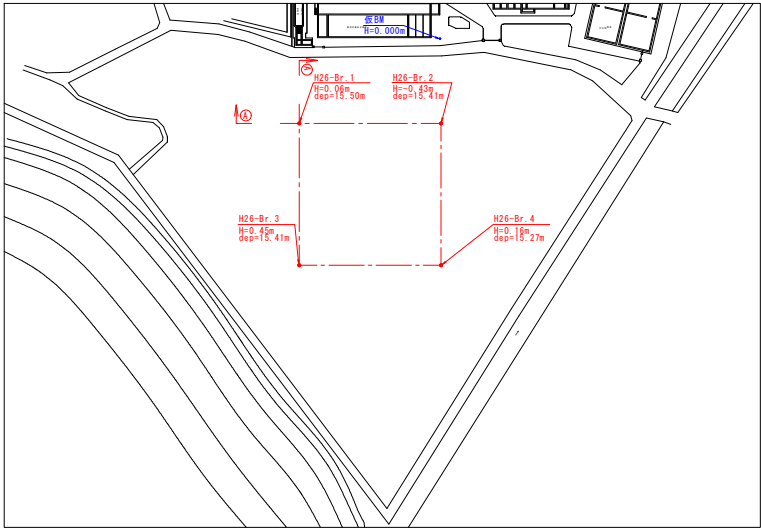 仮BM
H=0.000m
A
H26-Br.1
H=0.06m
dep=15.50m
H26-Br.2
H=-0.43m
dep=15.41m
A
H26-Br.3
H=0.45m
dep=15.41m
H26-Br.4
H=0.16m
dep=15.27m